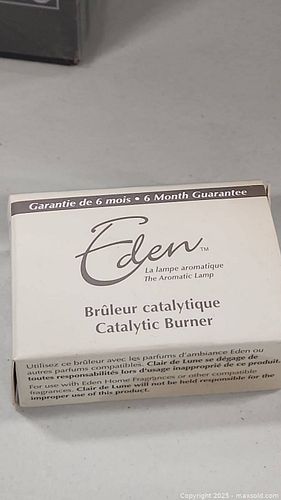 Garantie de 6 mois • 6 Month Guarantee
Eden™
La lampe aromatique
The Aromatic Lamp
Brûleur catalytique
Catalytic Burner
Utilisez ce brûleur avec les parfums d'ambiance Eden ou
autres parfums compatibles. Clair de Lune se dégage de
toutes responsabilités lors d'usage inapproprié de ce produit.
For use with Eden Home Fragrances or other compatible
fragrances. Clair de Lune will not be held responsible for the
improper use of this product.
Copyright 2025 - maxsold.com